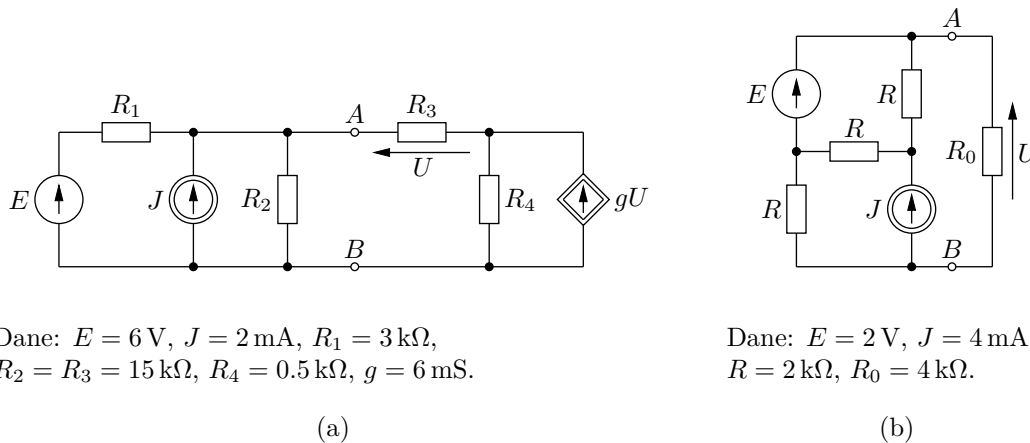 A
E
R
R
R₀
U
R
J
B
R₁
A
R₃
U
E
J
R₂
R₄
gU
B
Dane: E = 6 V, J = 2 mA, R₁ = 3 kΩ,
R₂ = R₃ = 15 kΩ, R₄ = 0.5 kΩ, g = 6 mS.
Dane: E = 2 V, J = 4 mA
R = 2 kΩ, R₀ = 4 kΩ.
(a)
(b)